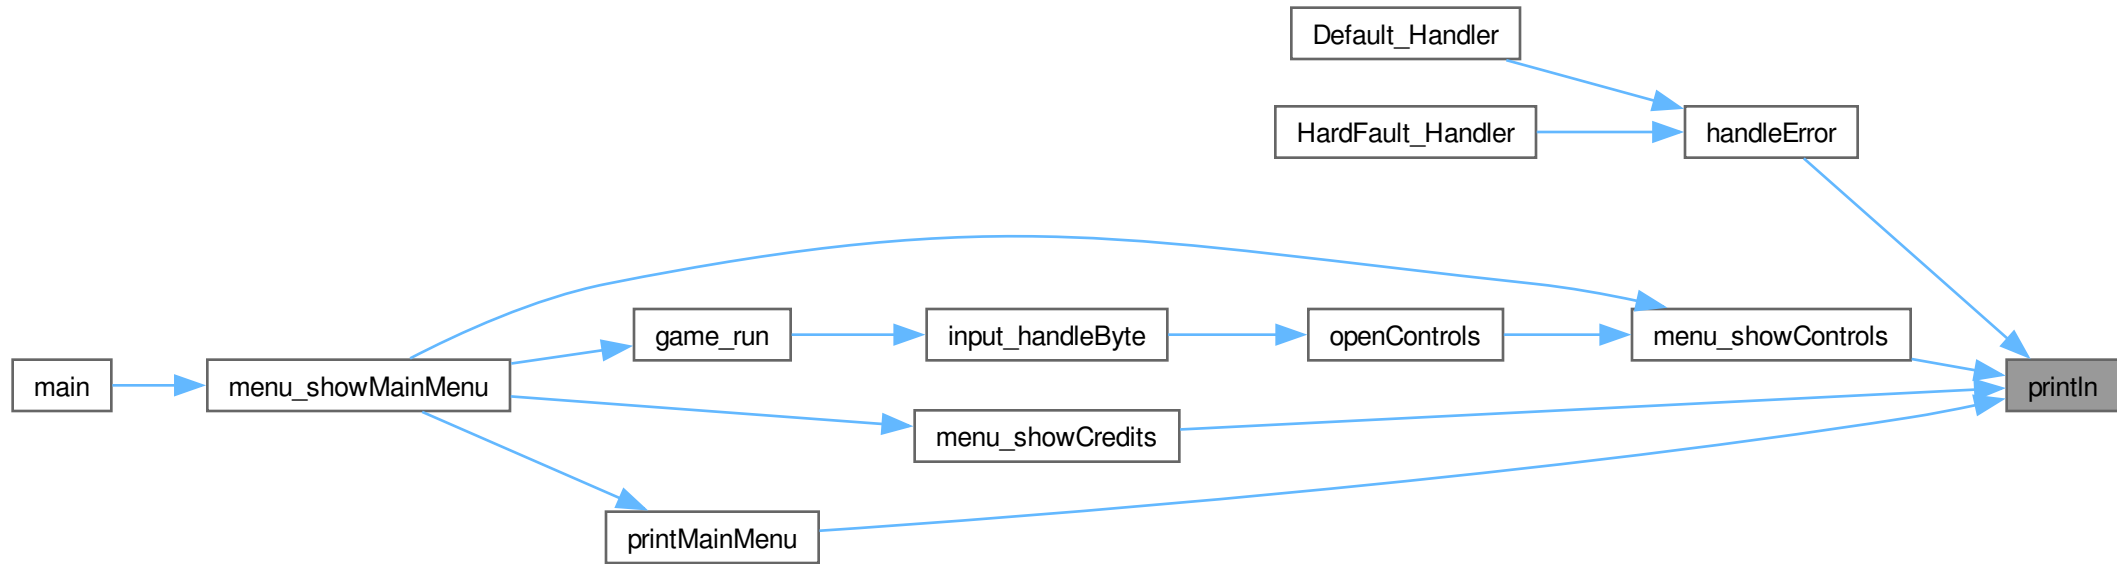 Default_Handler
HardFault_Handler
handleError
game_run
input_handleByte
openControls
menu_showControls
main
menu_showMainMenu
println
menu_showCredits
printMainMenu